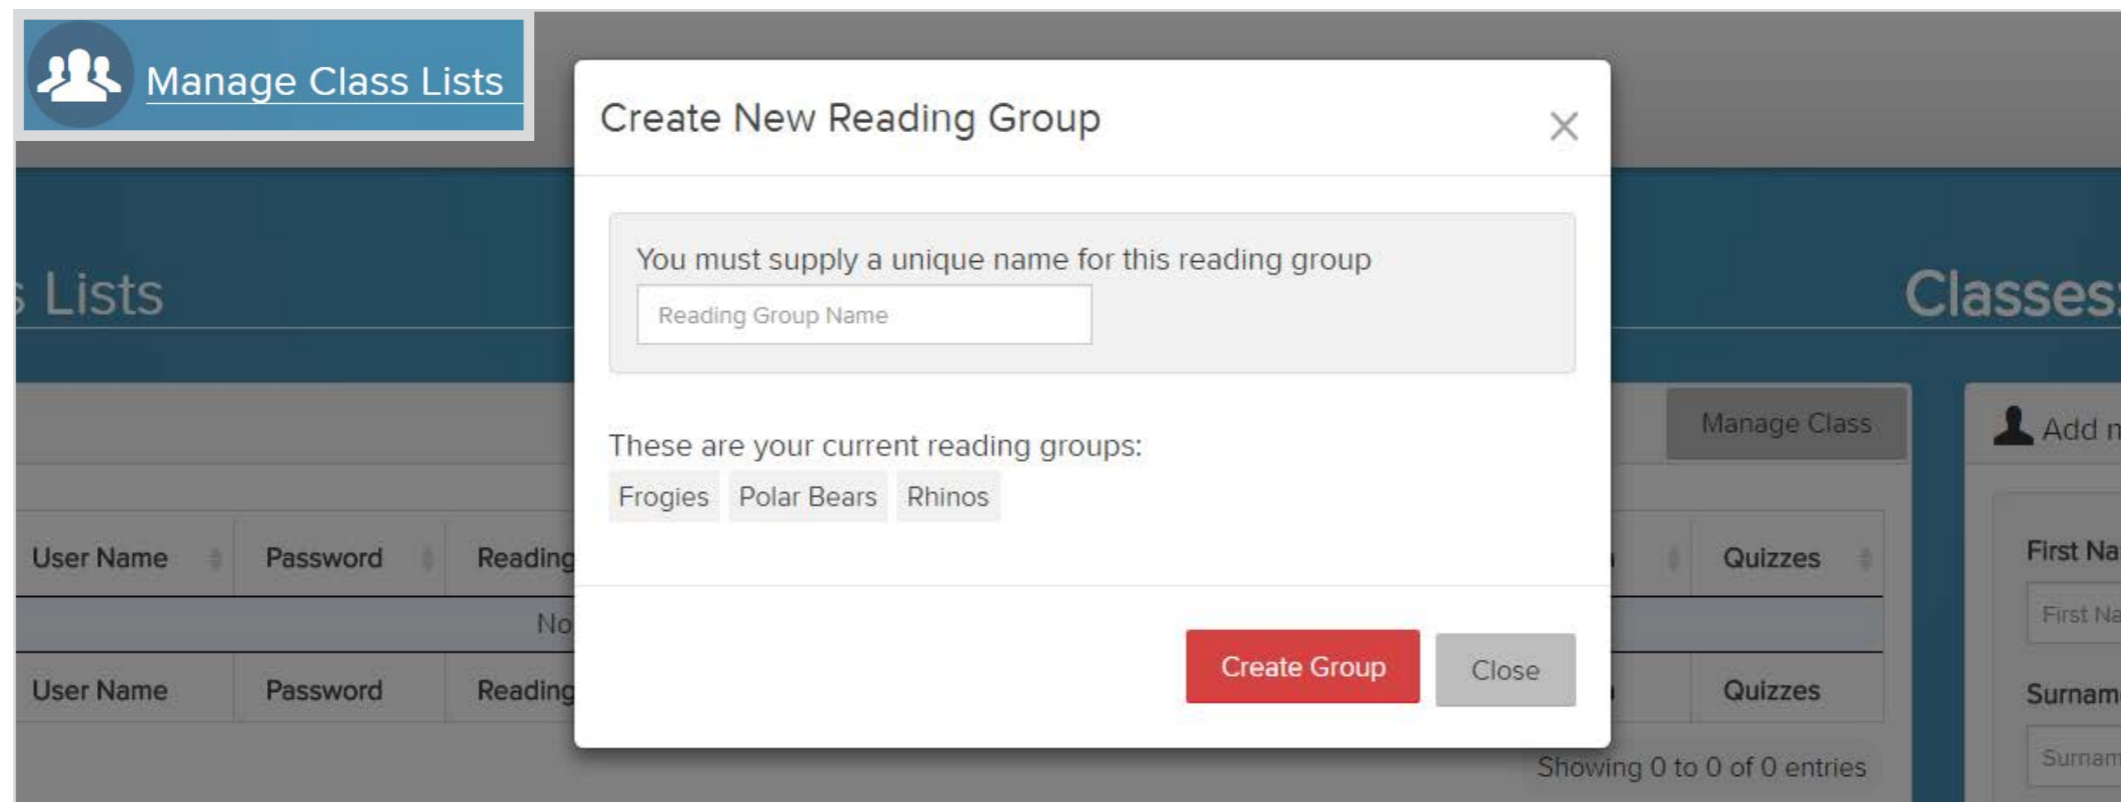 Manage Class Lists
Create New Reading Group
You must supply a unique name for this reading group
Lists
Classes:
Reading Group Name
Manage Class
Add
These are your current reading groups:
Frogies Polar Bears Rhinos
User Name Password Reading Quizzes
First Na
First Na
No
Create Group Close
User Name Password Reading Quizzes
Surnam
Showing 0 to 0 of 0 entries
Surnam